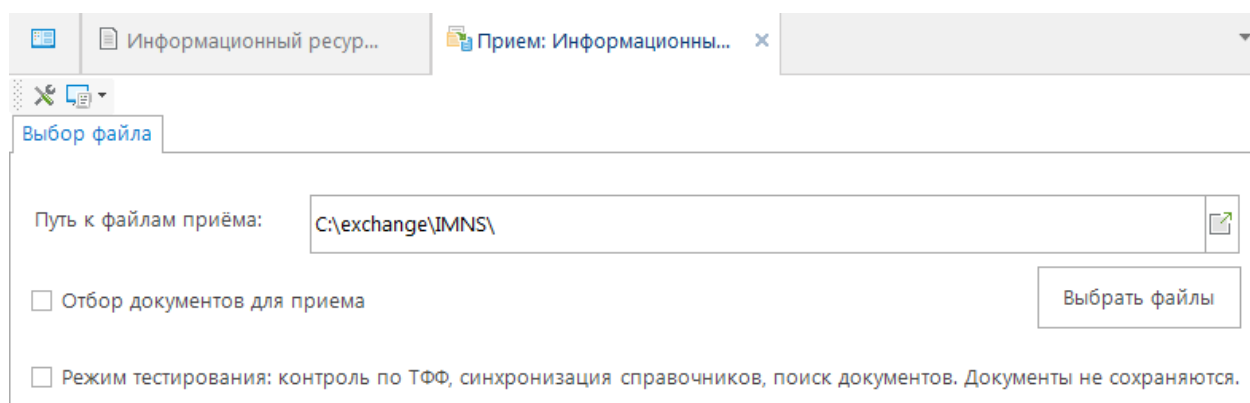 Информационный ресур... Прием: Информационны...
Выбор файла
Путь к файлам приёма: C:\exchange\IMNS\
Отбор документов для приема Выбрать файлы
Режим тестирования: контроль по ТФФ, синхронизация справочников, поиск документов. Документы не сохраняются.